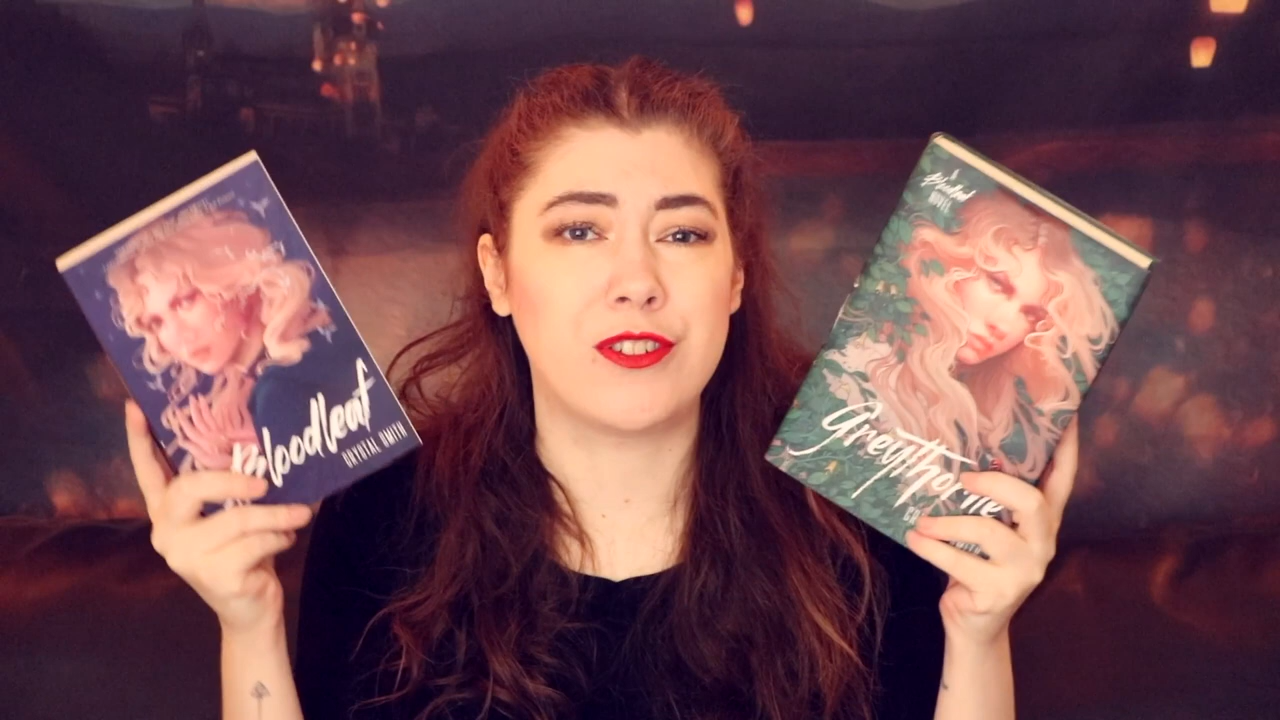 Bloodleaf
CRYSTAL SMITH
A
Bloodleaf
NOVEL
Greythorne